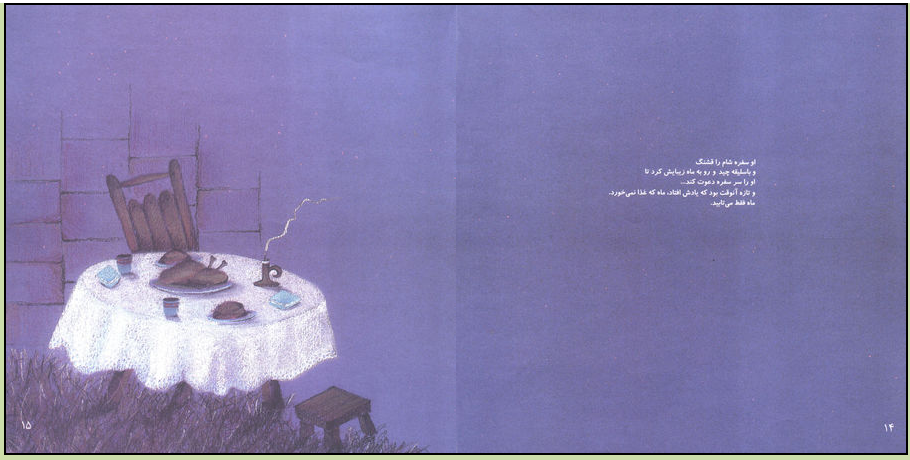 او سفره شام را قشنگ
و باسلیقه چید و رو به ماه زیبایش کرد تا
او را سر سفره دعوت کند...
و تازه آنوقت بود که یادش افتاد، ماه که غذا نمی‌خورد.
ماه فقط می‌تابید.
۱۴
۱۵